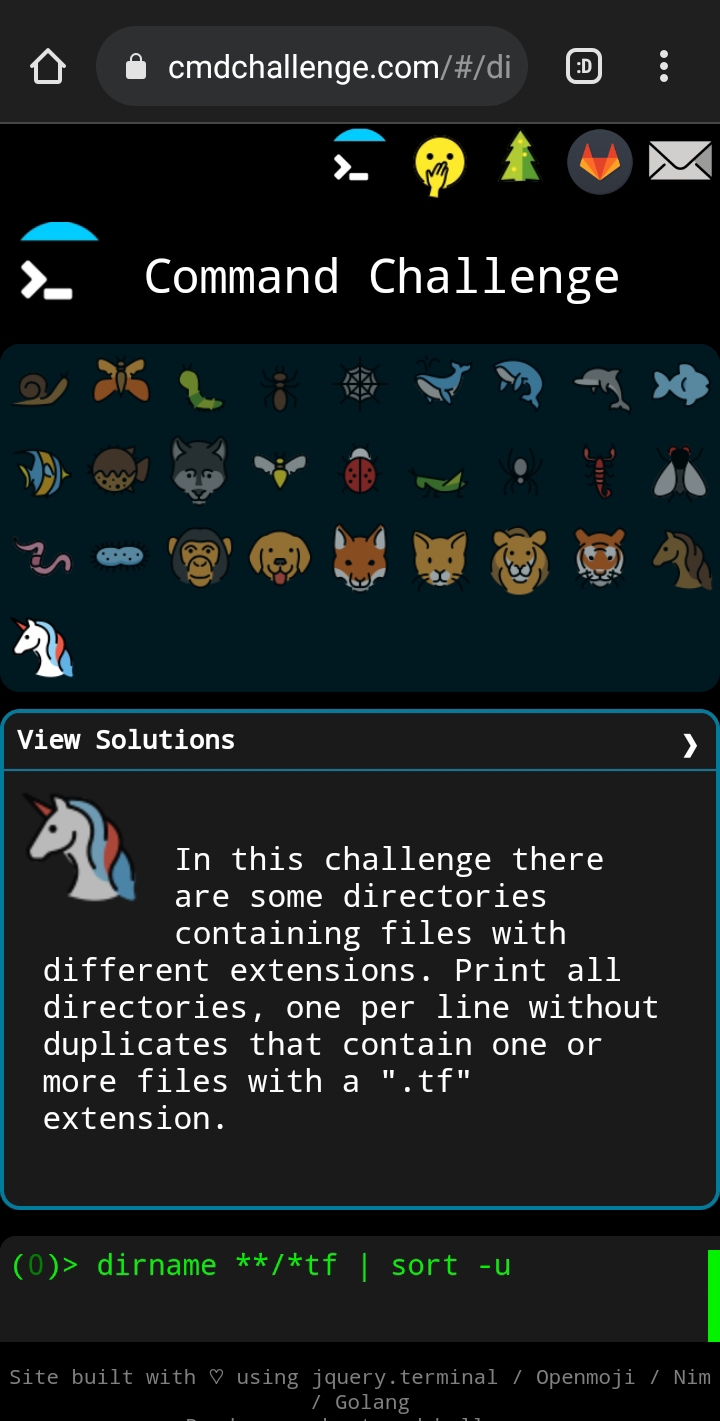 cmdchallenge.com/#/di
:D
Command Challenge
View Solutions
In this challenge there
are some directories
containing files with
different extensions. Print all
directories, one per line without
duplicates that contain one or
more files with a ".tf"
extension.
(0)> dirname **/*tf | sort -u
Site built with ♡ using jquery.terminal / Openmoji / Nim
/ Golang